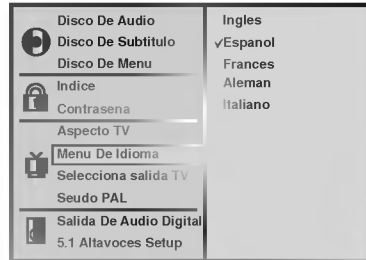 Disco De Audio
Disco De Subtitulo
Disco De Menu
Indice
Contrasena
Aspecto TV
Menu De Idioma
Selecciona salida TV
Seudo PAL
Salida De Audio Digital
5.1 Altavoces Setup
Ingles
✓Espanol
Frances
Aleman
Italiano